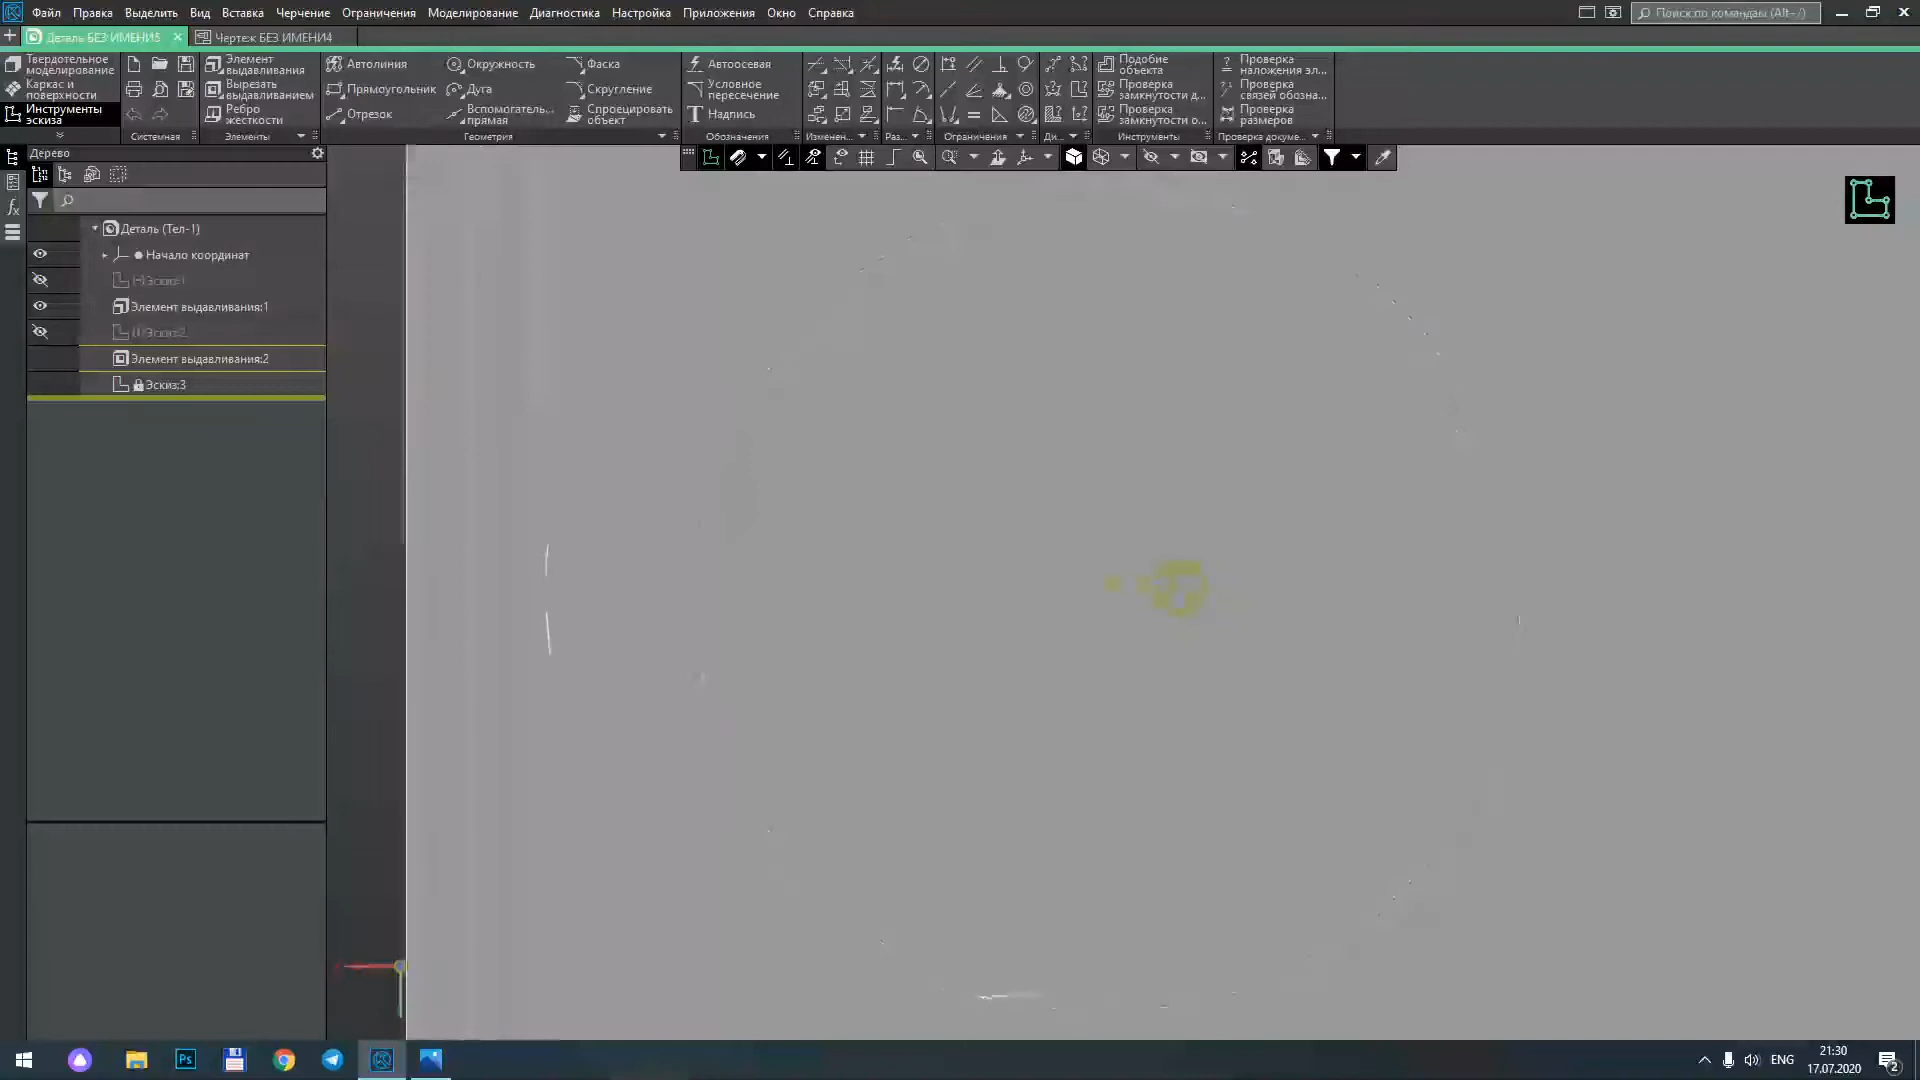 Файл Правка Выделить Вид Вставка Черчение Ограничения Моделирование Диагностика Настройка Приложения Окно Справка
Поиск по командам (Alt+/)
Деталь БЕЗ ИМЕНИ5
Чертеж БЕЗ ИМЕНИ4
Твердотельное моделирование
Каркас и поверхности
Инструменты эскиза
Системная
Элемент выдавливания
Вырезать выдавливанием
Ребро жесткости
Элементы
Автолиния
Прямоугольник
Отрезок
Окружность
Дуга
Вспомогатель... прямая
Фаска
Скругление
Спроецировать объект
Геометрия
Автоосевая
Условное пересечение
Надпись
Обозначения
Изменен...
Раз...
Ограничения
Ди...
Подобие объекта
Проверка замкнутости д...
Проверка замкнутости о...
Инструменты
Проверка наложения эл...
Проверка связей обозна...
Проверка размеров
Проверка докуме...
Дерево
Деталь (Тел-1)
Начало координат
(-)Эскиз:1
Элемент выдавливания:1
Элемент выдавливания:2
Эскиз:3
Ps
ENG
21:30
17.07.2020
2